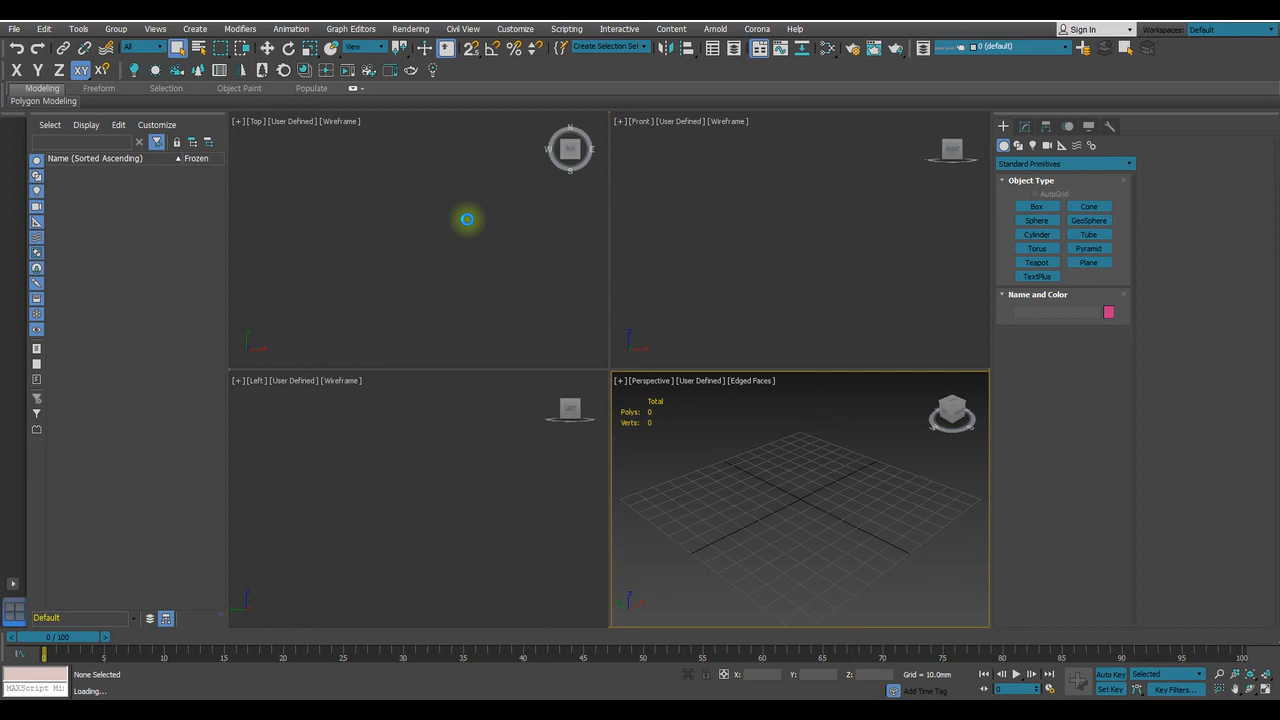 File Edit Tools Group Views Create Modifiers Animation Graph Editors Rendering Civil View Customize Scripting Interactive Content Arnold Corona Help Sign In Workspaces: Default
All View Create Selection Set 0 (default)
X Y Z XY XY
Modeling Freeform Selection Object Paint Populate
Polygon Modeling
Select Display Edit Customize
Name (Sorted Ascending) Frozen
[+] [Top] [User Defined] [Wireframe]
N
W TOP E
S
[+] [Front] [User Defined] [Wireframe]
FRONT
[+] [Left] [User Defined] [Wireframe]
LEFT
[+] [Perspective] [User Defined] [Edged Faces]
Total
Polys: 0
Verts: 0
Standard Primitives
Object Type
AutoGrid
Box Cone
Sphere GeoSphere
Cylinder Tube
Torus Pyramid
Teapot Plane
TextPlus
Name and Color
Default
0 / 100
0 5 10 15 20 25 30 35 40 45 50 55 60 65 70 75 80 85 90 95 100
None Selected X: Y: Z: Grid = 10.0mm Auto Key Selected
MAXScript Mi Loading... Add Time Tag 0 Set Key Key Filters...